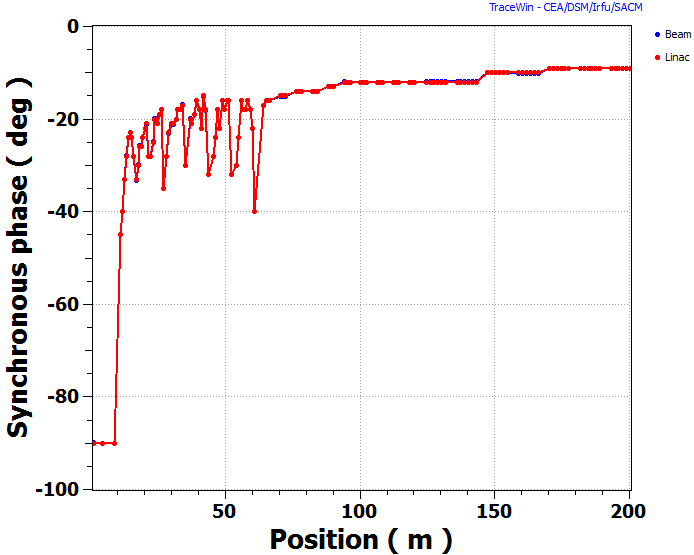 TraceWin - CEA/DSM/Irfu/SACM
Beam
Linac
Synchronous phase ( deg )
0
-20
-40
-60
-80
-100
50
100
150
200
Position ( m )